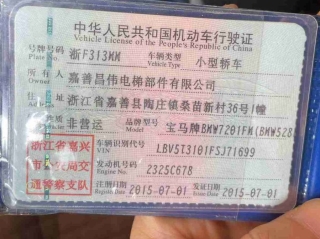 中华人民共和国机动车行驶证
Vehicle License of the People's Republic of China
号牌号码 浙F313MM 车辆类型 小型轿车
Plate No. Vehicle Type
所有人 嘉善昌伟电梯部件有限公司
Owner
住址 浙江省嘉善县陶庄镇桑苗新村36号1幢
使用性质 非营运 品牌型号 宝马牌BMW7201FM(BMW528
浙江省嘉兴 车辆识别代号 LBV5T3101FSJ71699
VIN
市公安局交 发动机号码 2325C678
Engine No.
通警察支队 注册日期 2015-07-01 发证日期 2015-07-01
Register Date Issue Date